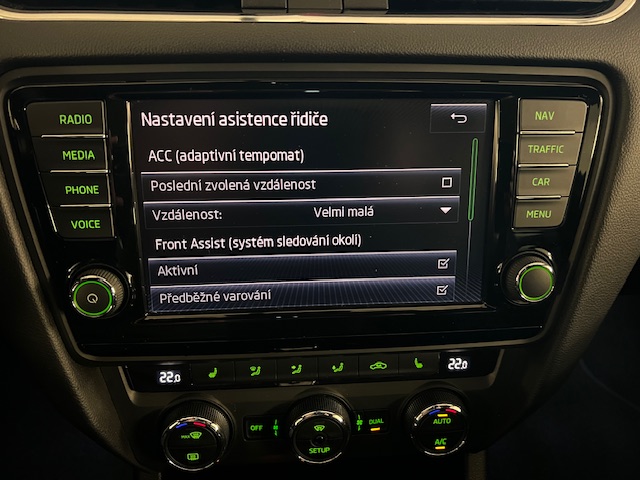 Nastavení asistence řidiče
ACC (adaptivní tempomat)
Poslední zvolená vzdálenost
Vzdálenost: Velmi malá
Front Assist (systém sledování okolí)
Aktivní
Předběžné varování
RADIO
MEDIA
PHONE
VOICE
NAV
TRAFFIC
CAR
MENU
22.0
22.0
MAX
OFF
SETUP
DUAL
AUTO
A/C